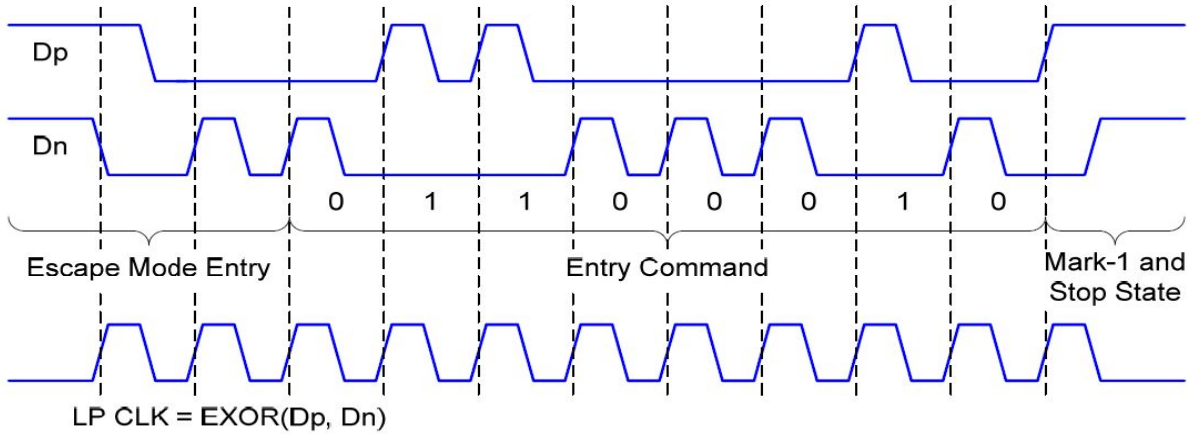 Dp
Dn
0 1 1 0 0 0 1 0
Escape Mode Entry
Entry Command
Mark-1 and
Stop State
LP CLK = EXOR(Dp, Dn)